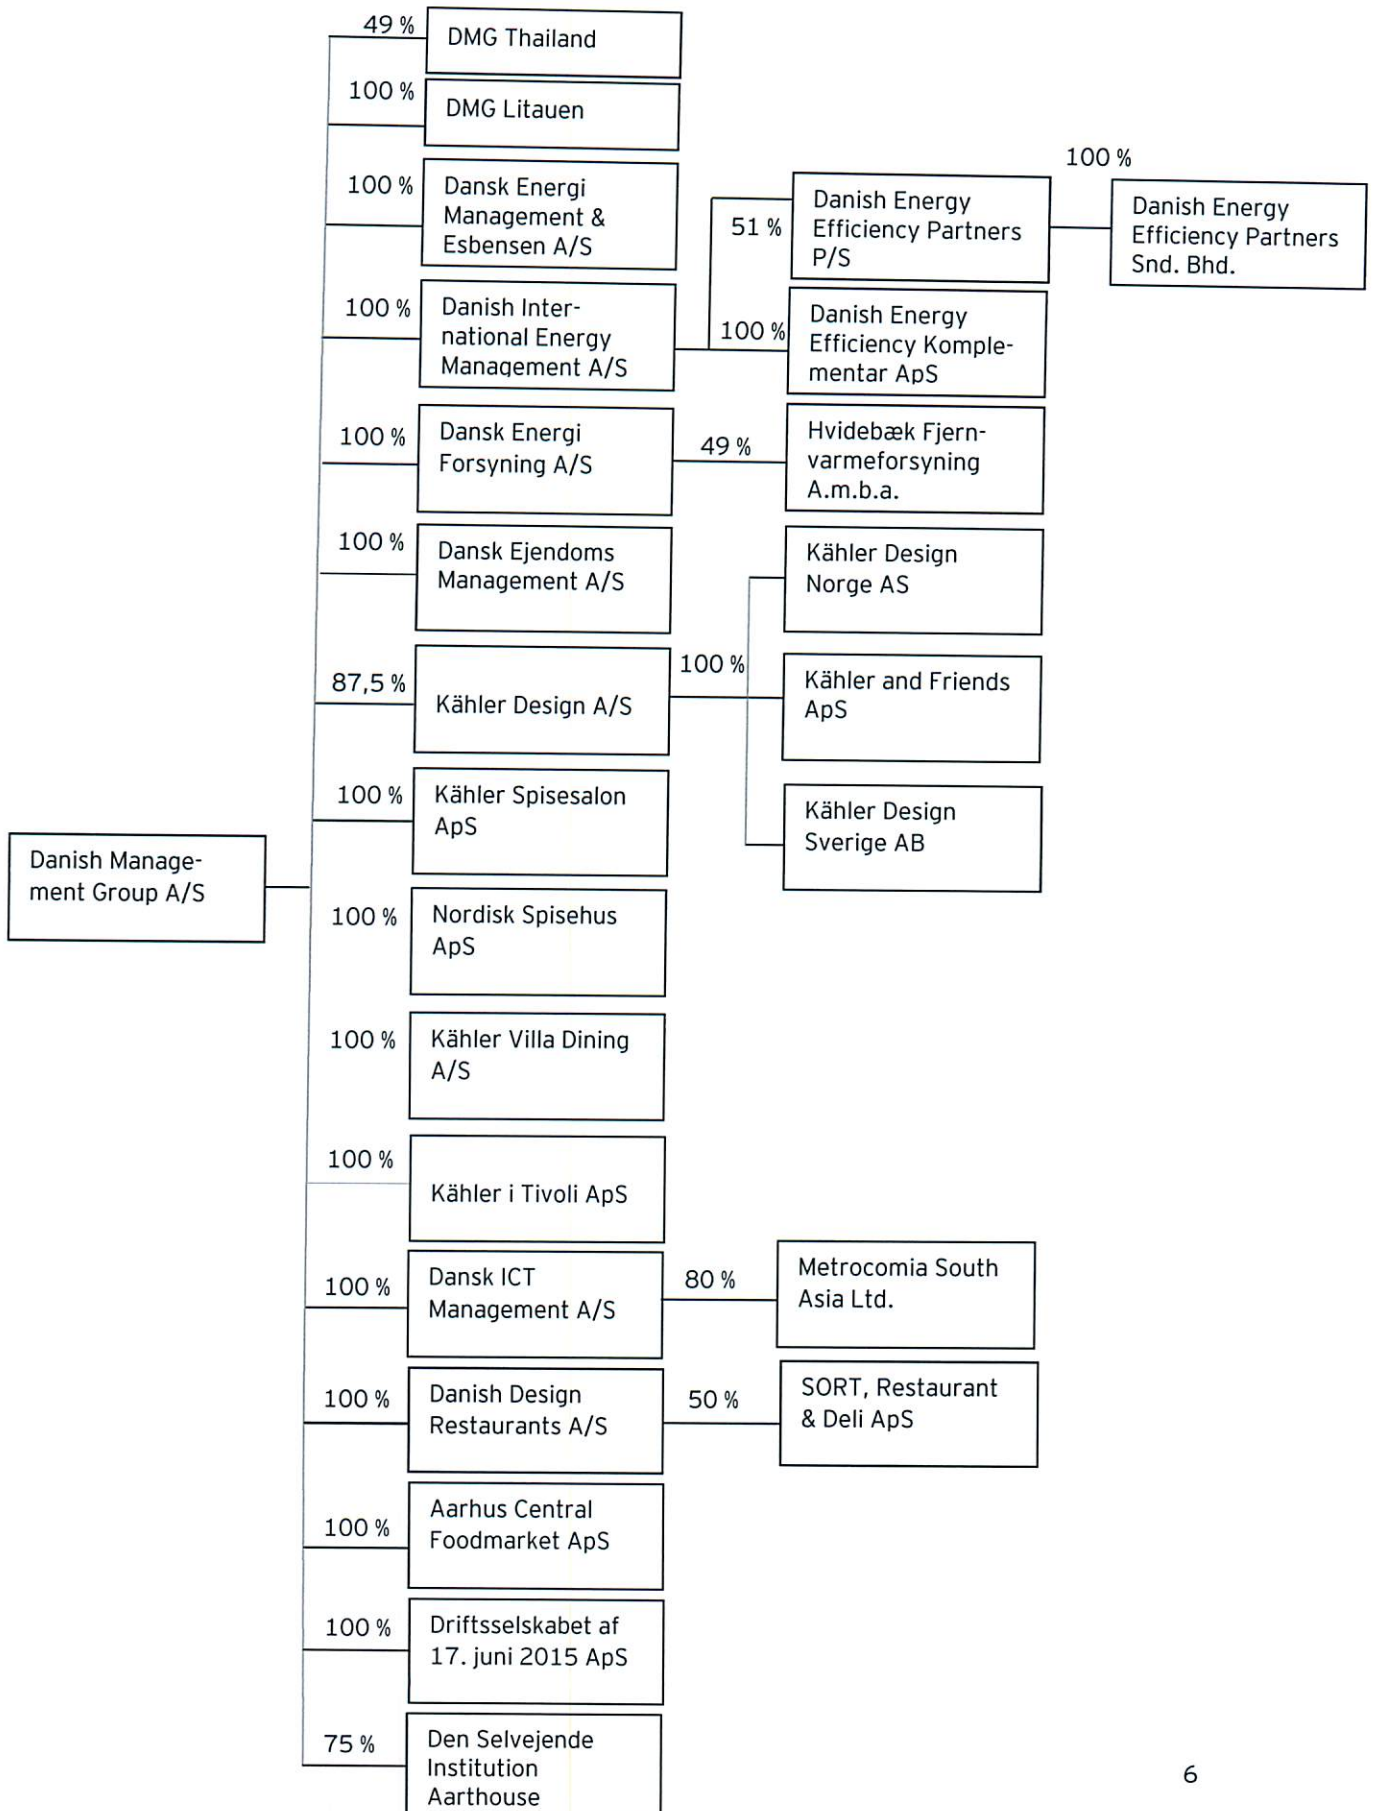 49 %
DMG Thailand
100 %
DMG Litauen
100 %
Dansk Energi
Management &
Esbensen A/S
100 %
Danish Inter-
national Energy
Management A/S
51 %
Danish Energy
Efficiency Partners
P/S
100 %
Danish Energy
Efficiency Partners
Snd. Bhd.
100 %
Danish Energy
Efficiency Komple-
mentar ApS
100 %
Dansk Energi
Forsyning A/S
49 %
Hvidebæk Fjern-
varmeforsyning
A.m.b.a.
100 %
Dansk Ejendoms
Management A/S
87,5 %
Kähler Design A/S
100 %
Kähler Design
Norge AS
Kähler and Friends
ApS
Kähler Design
Sverige AB
100 %
Kähler Spisesalon
ApS
Danish Manage-
ment Group A/S
100 %
Nordisk Spisehus
ApS
100 %
Kähler Villa Dining
A/S
100 %
Kähler i Tivoli ApS
100 %
Dansk ICT
Management A/S
80 %
Metrocomia South
Asia Ltd.
100 %
Danish Design
Restaurants A/S
50 %
SORT, Restaurant
& Deli ApS
100 %
Aarhus Central
Foodmarket ApS
100 %
Driftsselskabet af
17. juni 2015 ApS
75 %
Den Selvejende
Institution
Aarthouse
6